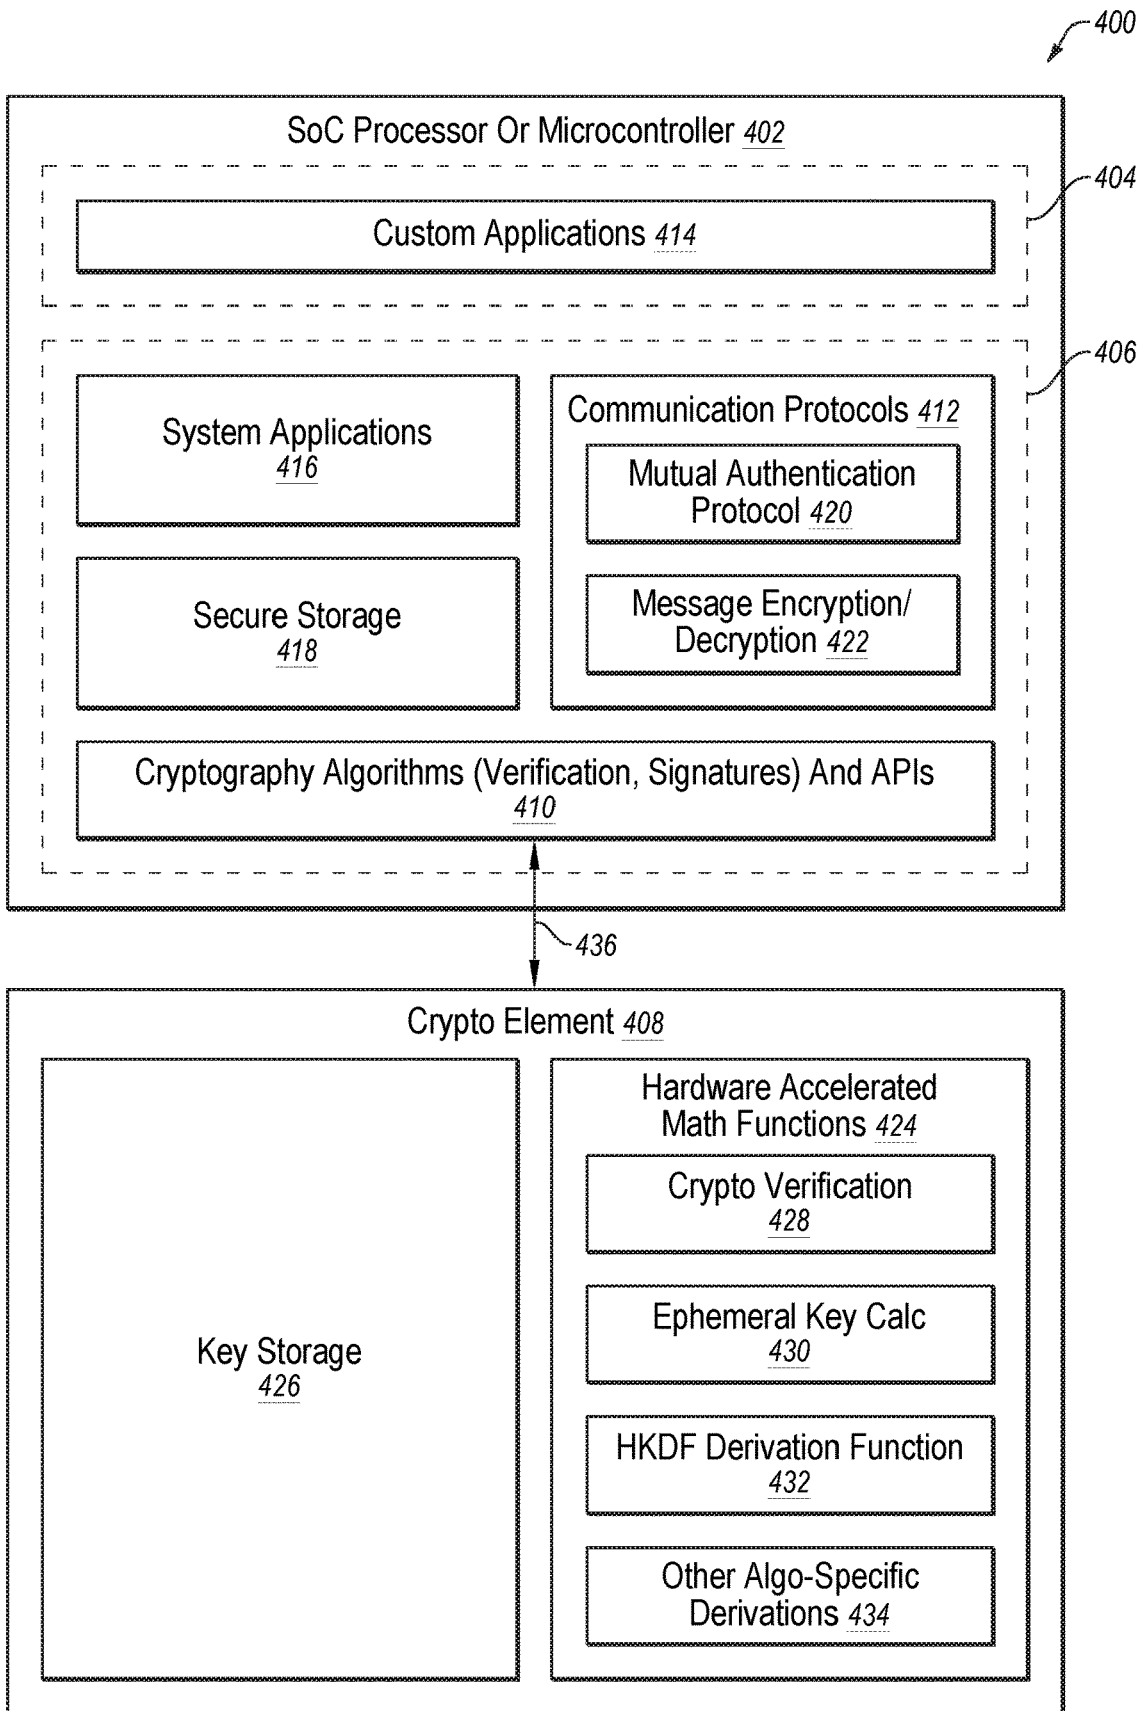 400
SoC Processor Or Microcontroller 402
404
Custom Applications 414
406
System Applications
416
Communication Protocols 412
Mutual Authentication
Protocol 420
Secure Storage
418
Message Encryption/
Decryption 422
Cryptography Algorithms (Verification, Signatures) And APIs
410
436
Crypto Element 408
Key Storage
426
Hardware Accelerated
Math Functions 424
Crypto Verification
428
Ephemeral Key Calc
430
HKDF Derivation Function
432
Other Algo-Specific
Derivations 434